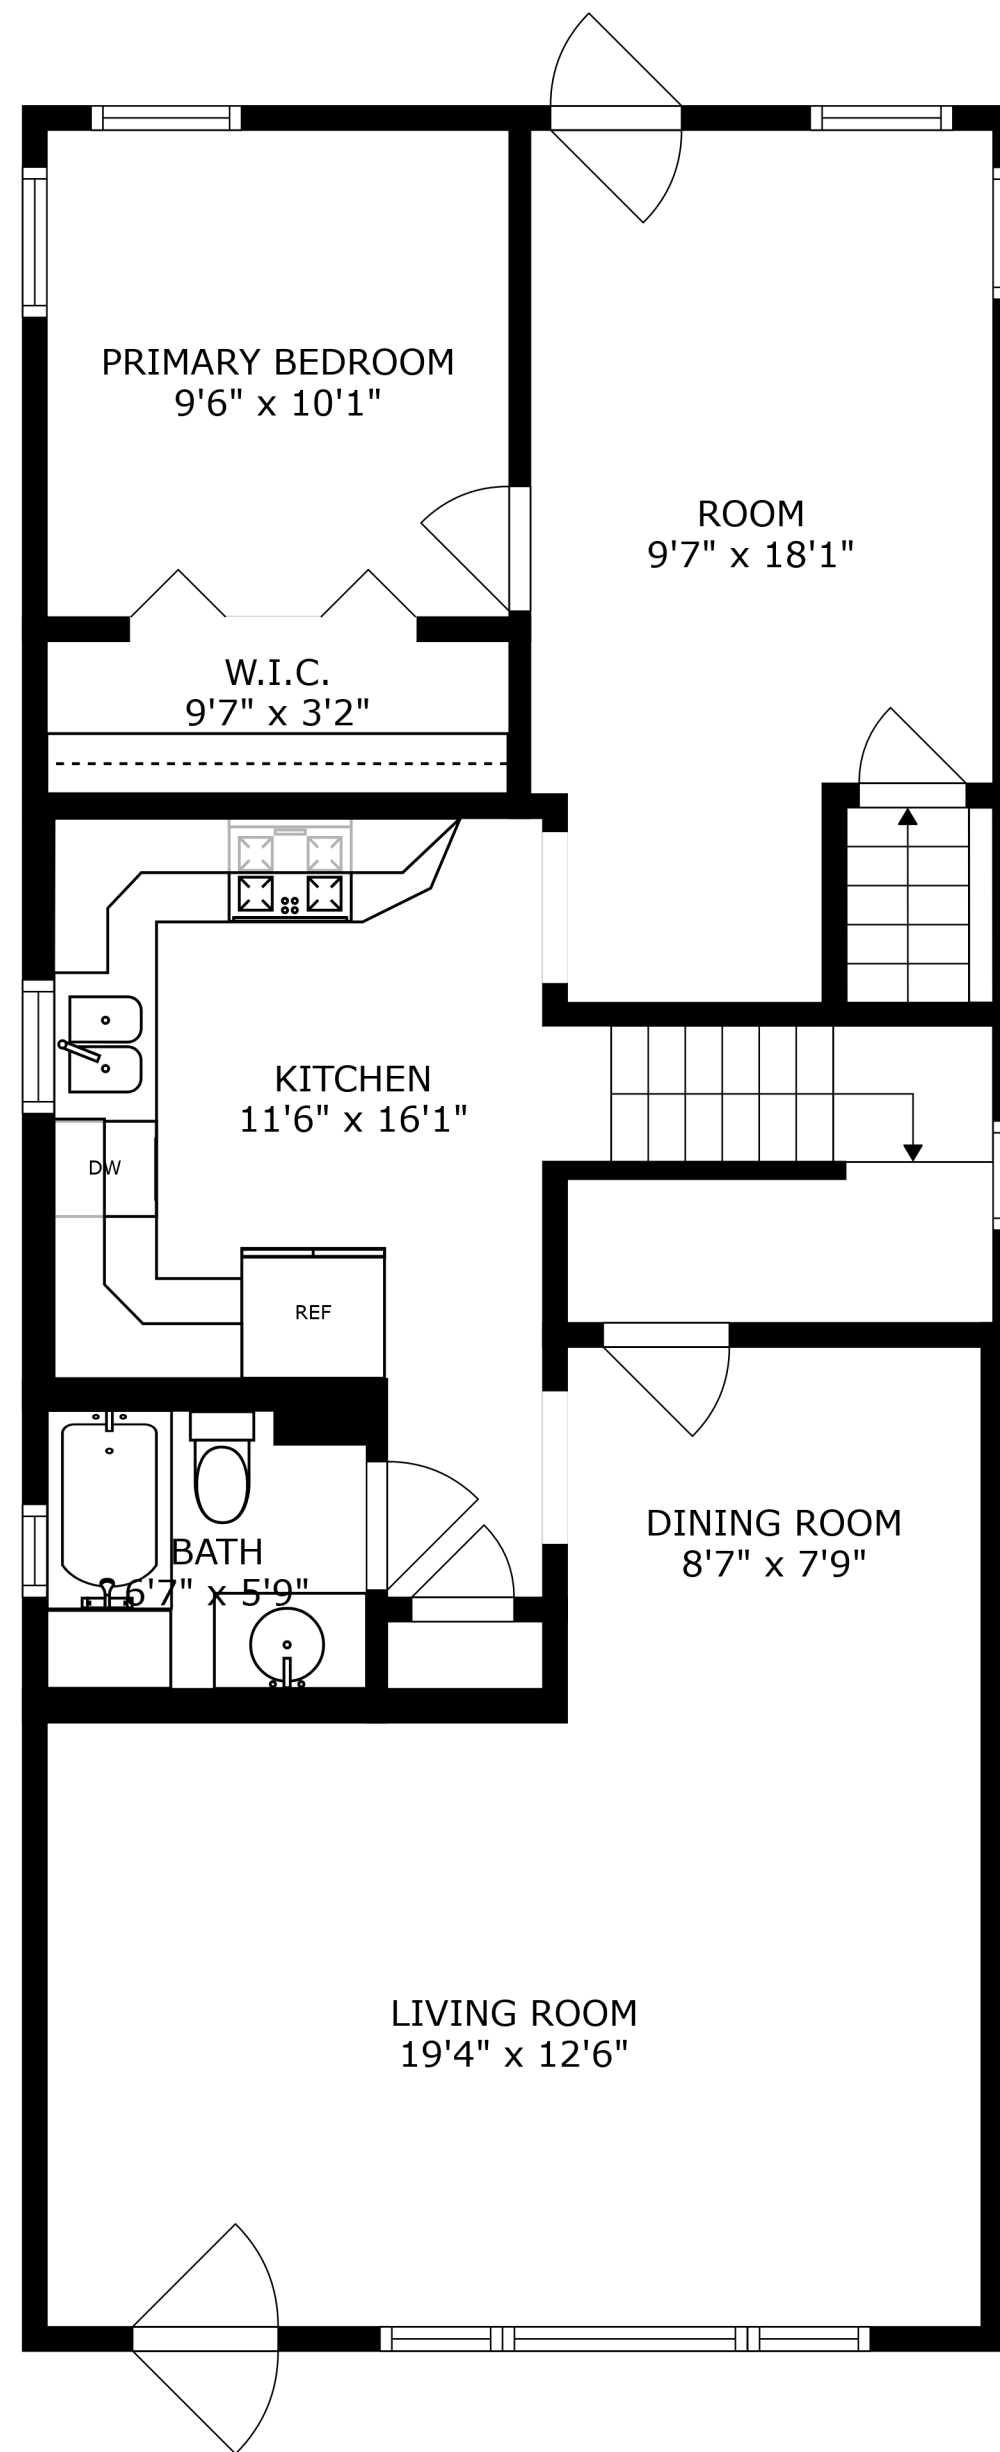 PRIMARY BEDROOM
9'6" x 10'1"
ROOM
9'7" x 18'1"
W.I.C.
9'7" x 3'2"
KITCHEN
11'6" x 16'1"
DW
REF
DINING ROOM
8'7" x 7'9"
BATH
6'7" x 5'9"
LIVING ROOM
19'4" x 12'6"